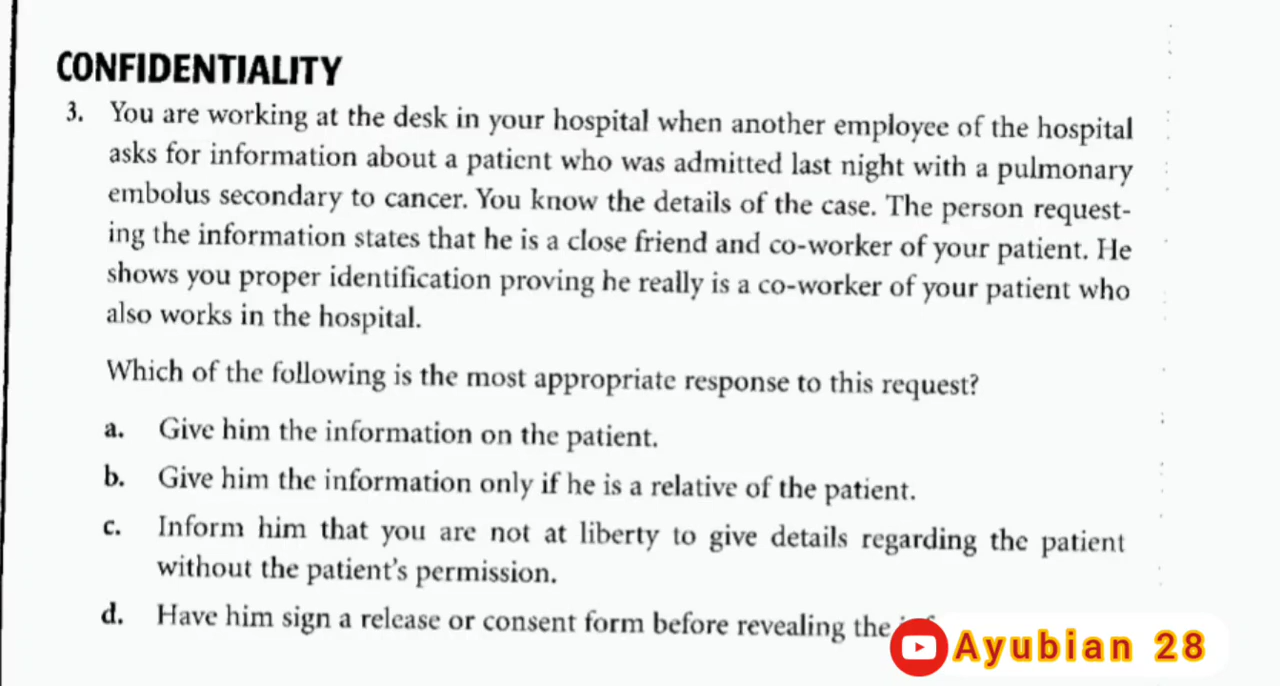 CONFIDENTIALITY
3. You are working at the desk in your hospital when another employee of the hospital
asks for information about a patient who was admitted last night with a pulmonary
embolus secondary to cancer. You know the details of the case. The person request-
ing the information states that he is a close friend and co-worker of your patient. He
shows you proper identification proving he really is a co-worker of your patient who
also works in the hospital.
Which of the following is the most appropriate response to this request?
a. Give him the information on the patient.
b. Give him the information only if he is a relative of the patient.
c. Inform him that you are not at liberty to give details regarding the patient
without the patient's permission.
d. Have him sign a release or consent form before revealing the
Ayubian 28